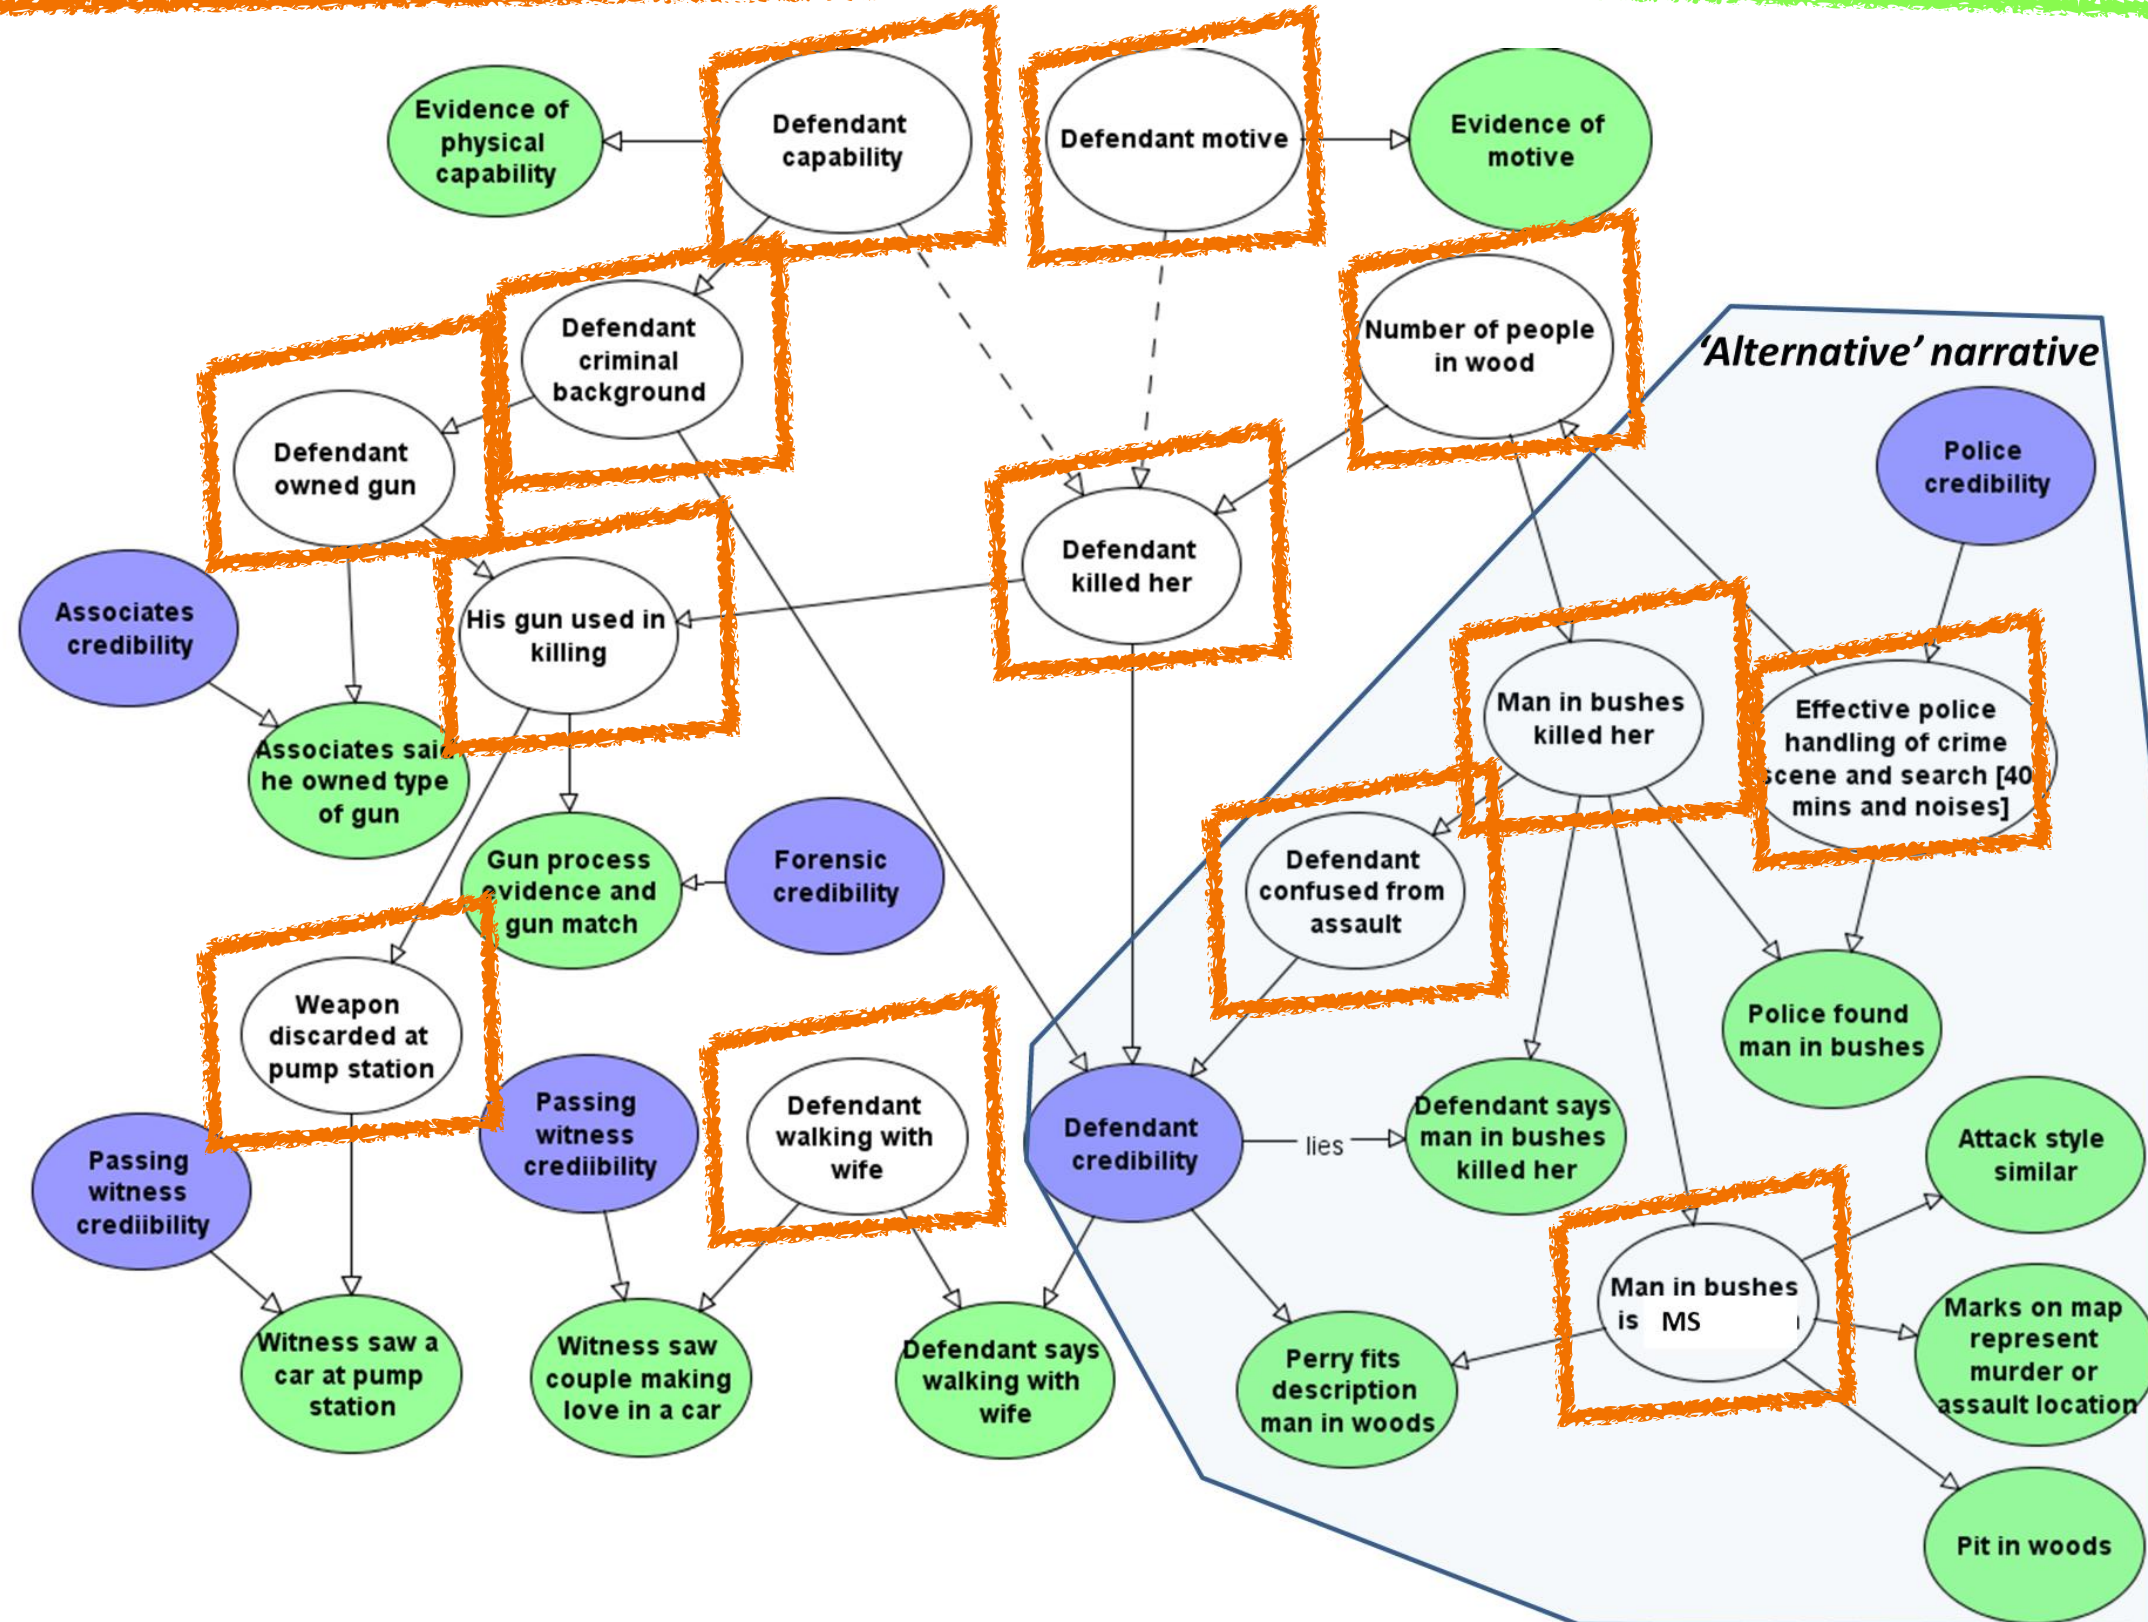 Evidence of
physical
capability
Defendant
capability
Defendant motive
Evidence of
motive
Defendant
criminal
background
Number of people
in wood
'Alternative' narrative
Defendant
owned gun
Police
credibility
Defendant
killed her
Associates
credibility
His gun used in
killing
Man in bushes
killed her
Effective police
handling of crime
scene and search [40
mins and noises]
Associates said
he owned type
of gun
Gun process
evidence and
gun match
Forensic
credibility
Defendant
confused from
assault
Weapon
discarded at
pump station
Police found
man in bushes
Passing
witness
crediibility
Passing
witness
crediibility
Defendant
walking with
wife
Defendant
credibility
lies
Defendant says
man in bushes
killed her
Attack style
similar
Man in bushes
is MS
Witness saw a
car at pump
station
Witness saw
couple making
love in a car
Defendant says
walking with
wife
Perry fits
description
man in woods
Marks on map
represent
murder or
assault location
Pit in woods